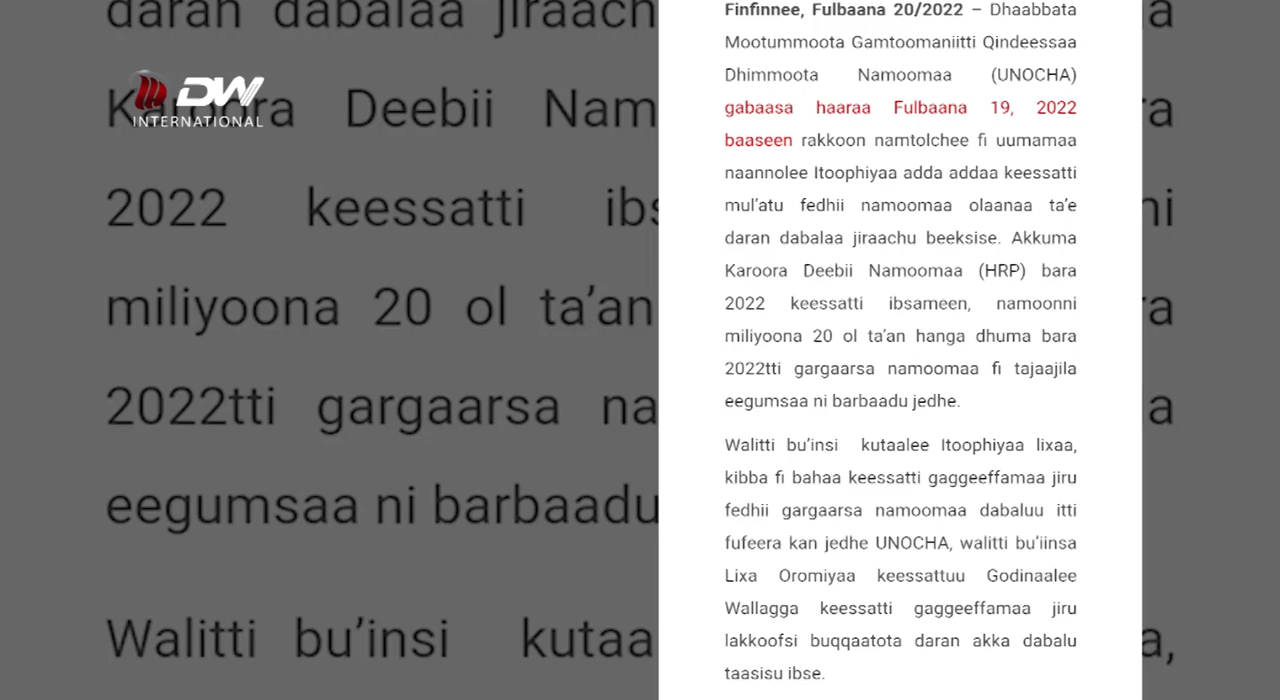 DW
INTERNATIONAL
daran dabalaa jiraach
Karoora Deebii Nam
2022 keessatti ibs
miliyoona 20 ol ta’an
2022tti gargaarsa na
eegumsaa ni barbaadu
Walitti bu’insi kutaa
Finfinnee, Fulbaana 20/2022 – Dhaabbata
Mootummoota Gamtoomaniitti Qindeessaa
Dhimmoota Namoomaa (UNOCHA)
gabaasa haaraa Fulbaana 19, 2022
baaseen rakkoon namtolchee fi uumamaa
naannolee Itoophiyaa adda addaa keessatti
mul’atu fedhii namoomaa olaanaa ta’e
daran dabalaa jiraachu beeksise. Akkuma
Karoora Deebii Namoomaa (HRP) bara
2022 keessatti ibsameen, namoonni
miliyoona 20 ol ta’an hanga dhuma bara
2022tti gargaarsa namoomaa fi tajaajila
eegumsaa ni barbaadu jedhe.
Walitti bu’insi kutaalee Itoophiyaa lixaa,
kibba fi bahaa keessatti gaggeeffamaa jiru
fedhii gargaarsa namoomaa dabaluu itti
fufeera kan jedhe UNOCHA, walitti bu’iinsa
Lixa Oromiyaa keessattuu Godinaalee
Wallagga keessatti gaggeeffamaa jiru
lakkoofsi buqqaatota daran akka dabalu
taasisu ibse.